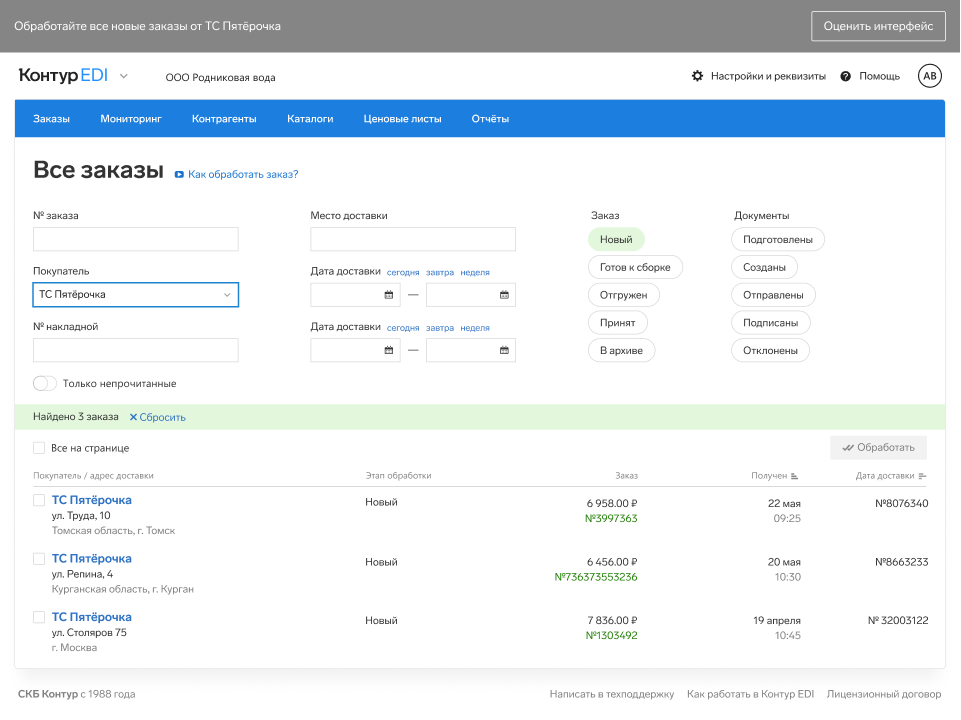 Обработайте все новые заказы от ТС Пятёрочка
Оценить интерфейс
Контур EDI
ООО Родниковая вода
Настройки и реквизиты
Помощь
АВ
Заказы
Мониторинг
Контрагенты
Каталоги
Ценовые листы
Отчёты
Все заказы
Как обработать заказ?
№ заказа
Место доставки
Заказ
Документы
Новый
Подготовлены
Покупатель
Дата доставки сегодня завтра неделя
Готов к сборке
Созданы
ТС Пятёрочка
—
Отгружен
Отправлены
№ накладной
Дата доставки сегодня завтра неделя
Принят
Подписаны
—
В архиве
Отклонены
Только непрочитанные
Найдено 3 заказа
Сбросить
Все на странице
Обработать
Покупатель / адрес доставки
Этап обработки
Заказ
Получен
Дата доставки
ТС Пятёрочка
Новый
6 958.00 ₽
22 мая
№8076340
ул. Труда, 10
№3997363
09:25
Томская область, г. Томск
ТС Пятёрочка
Новый
6 456.00 ₽
20 мая
№8663233
ул. Репина, 4
№736373553236
10:30
Курганская область, г. Курган
ТС Пятёрочка
Новый
7 836.00 ₽
19 апреля
№ 32003122
ул. Столяров 75
№1303492
10:45
г. Москва
СКБ Контур с 1988 года
Написать в техподдержку
Как работать в Контур EDI
Лицензионный договор